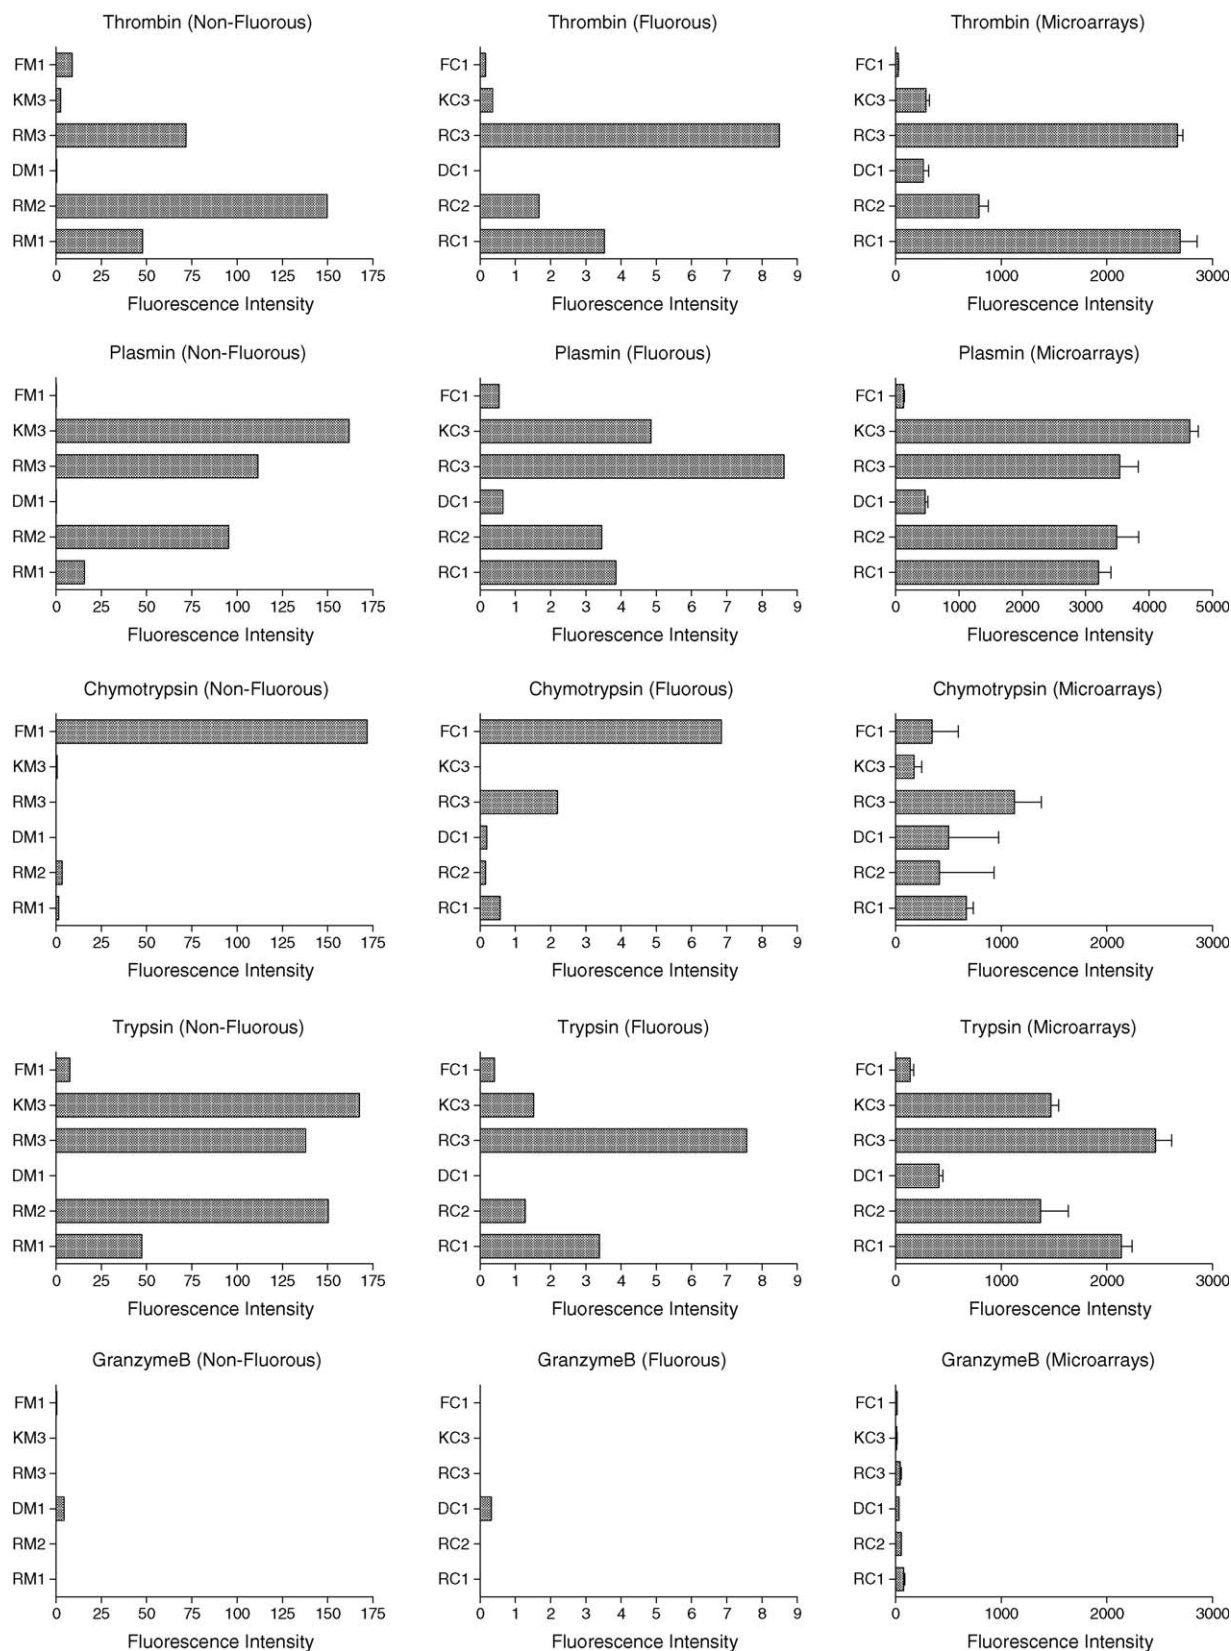 Thrombin (Non-Fluorous)
FM1
KM3
RM3
DM1
RM2
RM1
0 25 50 75 100 125 150 175
Fluorescence Intensity
Thrombin (Fluorous)
FC1
KC3
RC3
DC1
RC2
RC1
0 1 2 3 4 5 6 7 8 9
Fluorescence Intensity
Thrombin (Microarrays)
FC1
KC3
RC3
DC1
RC2
RC1
0 1000 2000 3000
Fluorescence Intensity
Plasmin (Non-Fluorous)
FM1
KM3
RM3
DM1
RM2
RM1
0 25 50 75 100 125 150 175
Fluorescence Intensity
Plasmin (Fluorous)
FC1
KC3
RC3
DC1
RC2
RC1
0 1 2 3 4 5 6 7 8 9
Fluorescence Intensity
Plasmin (Microarrays)
FC1
KC3
RC3
DC1
RC2
RC1
0 1000 2000 3000 4000 5000
Fluorescence Intensity
Chymotrypsin (Non-Fluorous)
FM1
KM3
RM3
DM1
RM2
RM1
0 25 50 75 100 125 150 175
Fluorescence Intensity
Chymotrypsin (Fluorous)
FC1
KC3
RC3
DC1
RC2
RC1
0 1 2 3 4 5 6 7 8 9
Fluorescence Intensity
Chymotrypsin (Microarrays)
FC1
KC3
RC3
DC1
RC2
RC1
0 1000 2000 3000
Fluorescence Intensity
Trypsin (Non-Fluorous)
FM1
KM3
RM3
DM1
RM2
RM1
0 25 50 75 100 125 150 175
Fluorescence Intensity
Trypsin (Fluorous)
FC1
KC3
RC3
DC1
RC2
RC1
0 1 2 3 4 5 6 7 8 9
Fluorescence Intensity
Trypsin (Microarrays)
FC1
KC3
RC3
DC1
RC2
RC1
0 1000 2000 3000
Fluorescence Intensty
GranzymeB (Non-Fluorous)
FM1
KM3
RM3
DM1
RM2
RM1
0 25 50 75 100 125 150 175
Fluorescence Intensity
GranzymeB (Fluorous)
FC1
KC3
RC3
DC1
RC2
RC1
0 1 2 3 4 5 6 7 8 9
Fluorescence Intensity
GranzymeB (Microarrays)
FC1
KC3
RC3
DC1
RC2
RC1
0 1000 2000 3000
Fluorescence Intensity